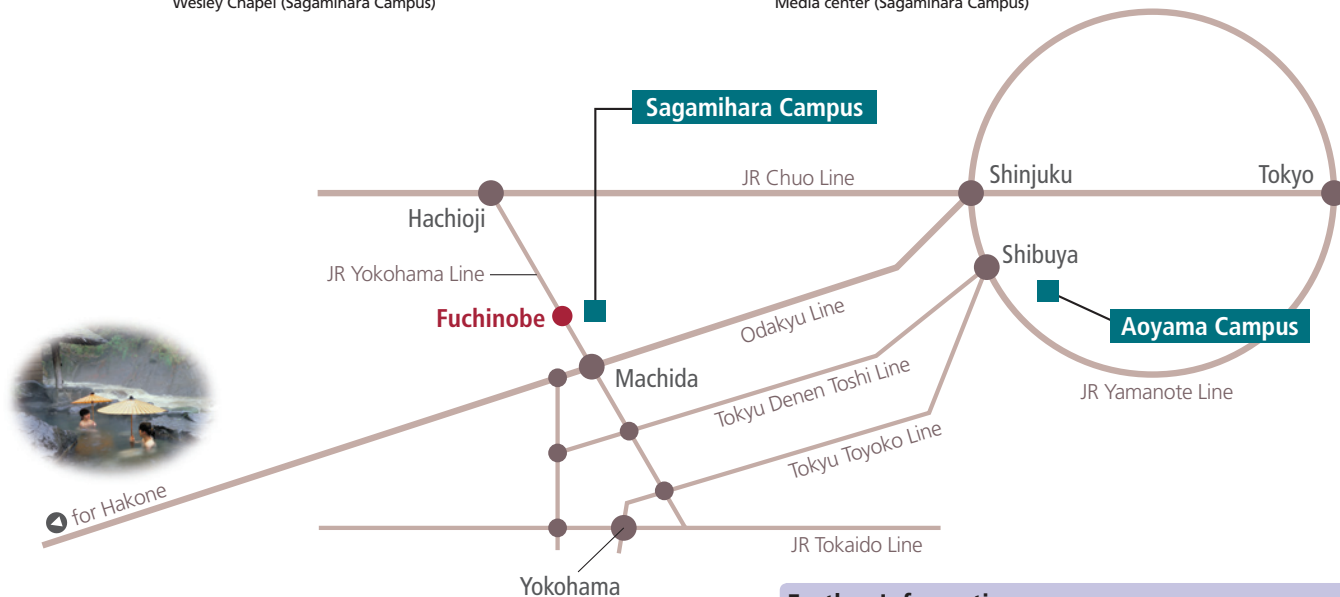 Wesley Chapel (Sagamihara Campus)
Media center (Sagamihara Campus)
Sagamihara Campus
JR Chuo Line
Shinjuku
Tokyo
Hachioji
Shibuya
JR Yokohama Line
Fuchinobe
Odakyu Line
Aoyama Campus
Machida
Tokyu Denen Toshi Line
JR Yamanote Line
Tokyu Toyoko Line
for Hakone
JR Tokaido Line
Yokohama